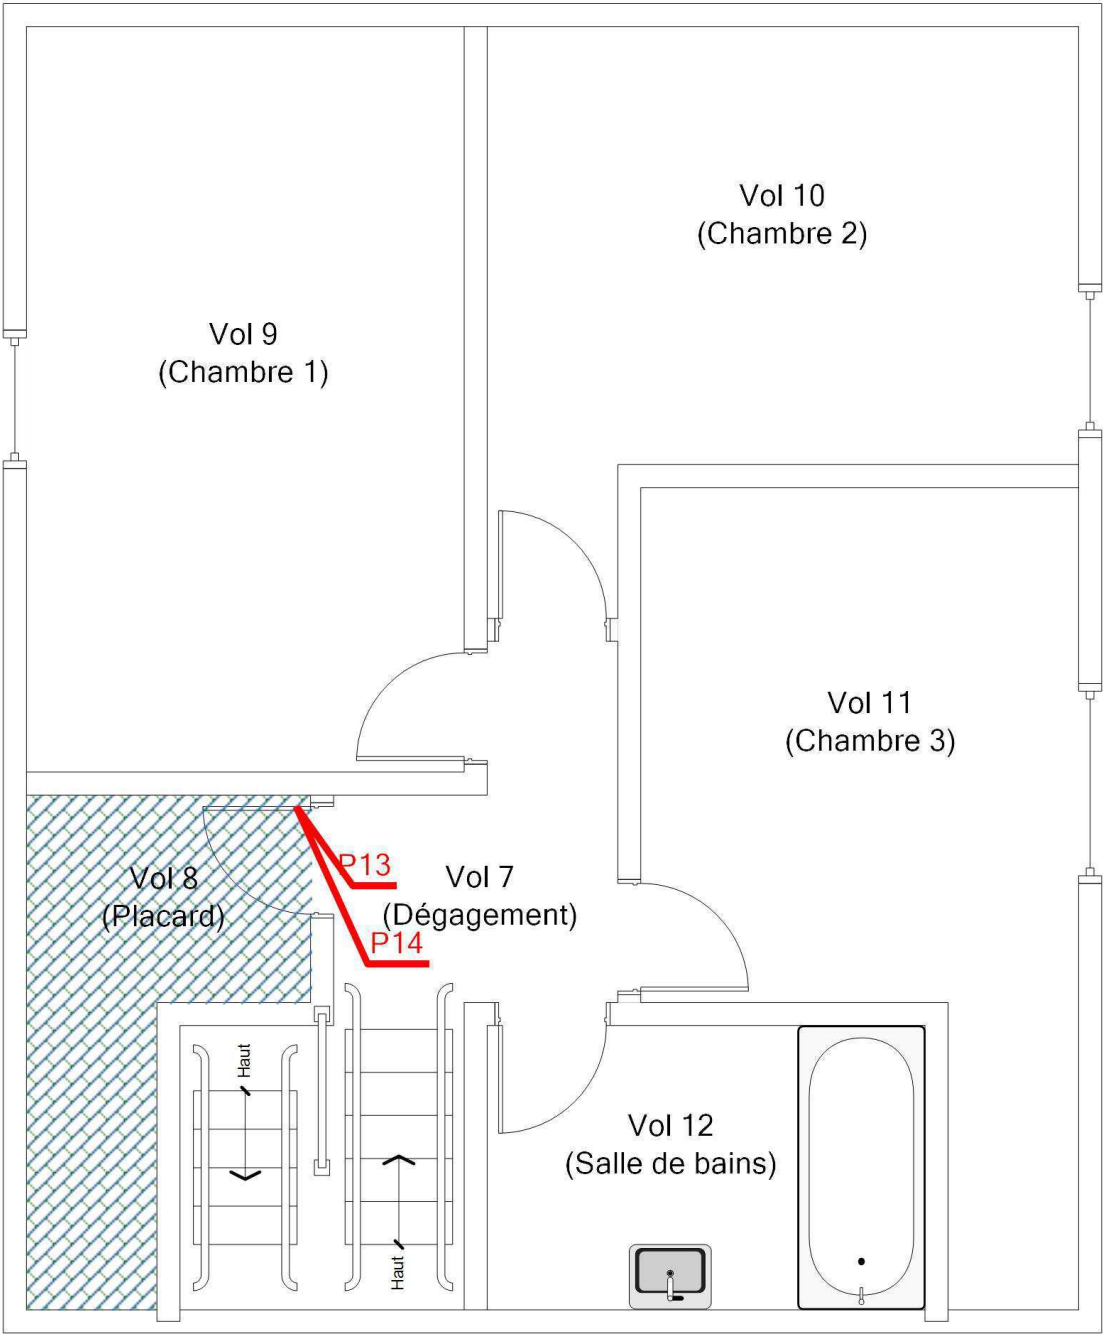 Vol 10
(Chambre 2)
Vol 9
(Chambre 1)
Vol 11
(Chambre 3)
P13
Vol 8
(Placard)
Vol 7
(Dégagement)
P14
Haut
Haut
Vol 12
(Salle de bains)